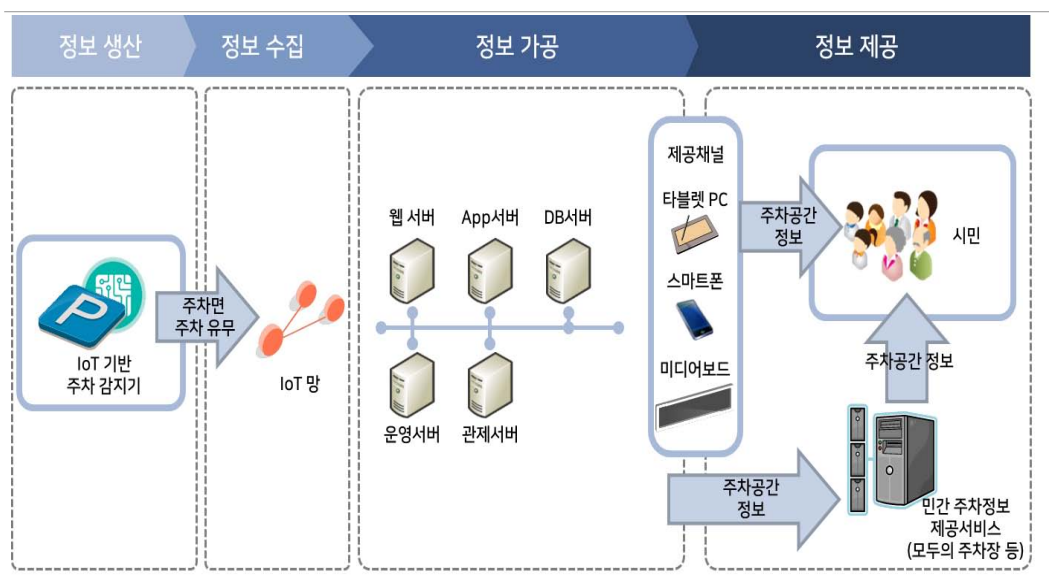 정보 생산
정보 수집
정보 가공
정보 제공
IoT 기반
주차 감지기
주차면
주차 유무
IoT 망
웹 서버
App서버
DB서버
운영서버
관제서버
제공채널
타블렛 PC
스마트폰
미디어보드
주차공간
정보
시민
주차공간 정보
주차공간
정보
민간 주차정보
제공서비스
(모두의 주차장 등)